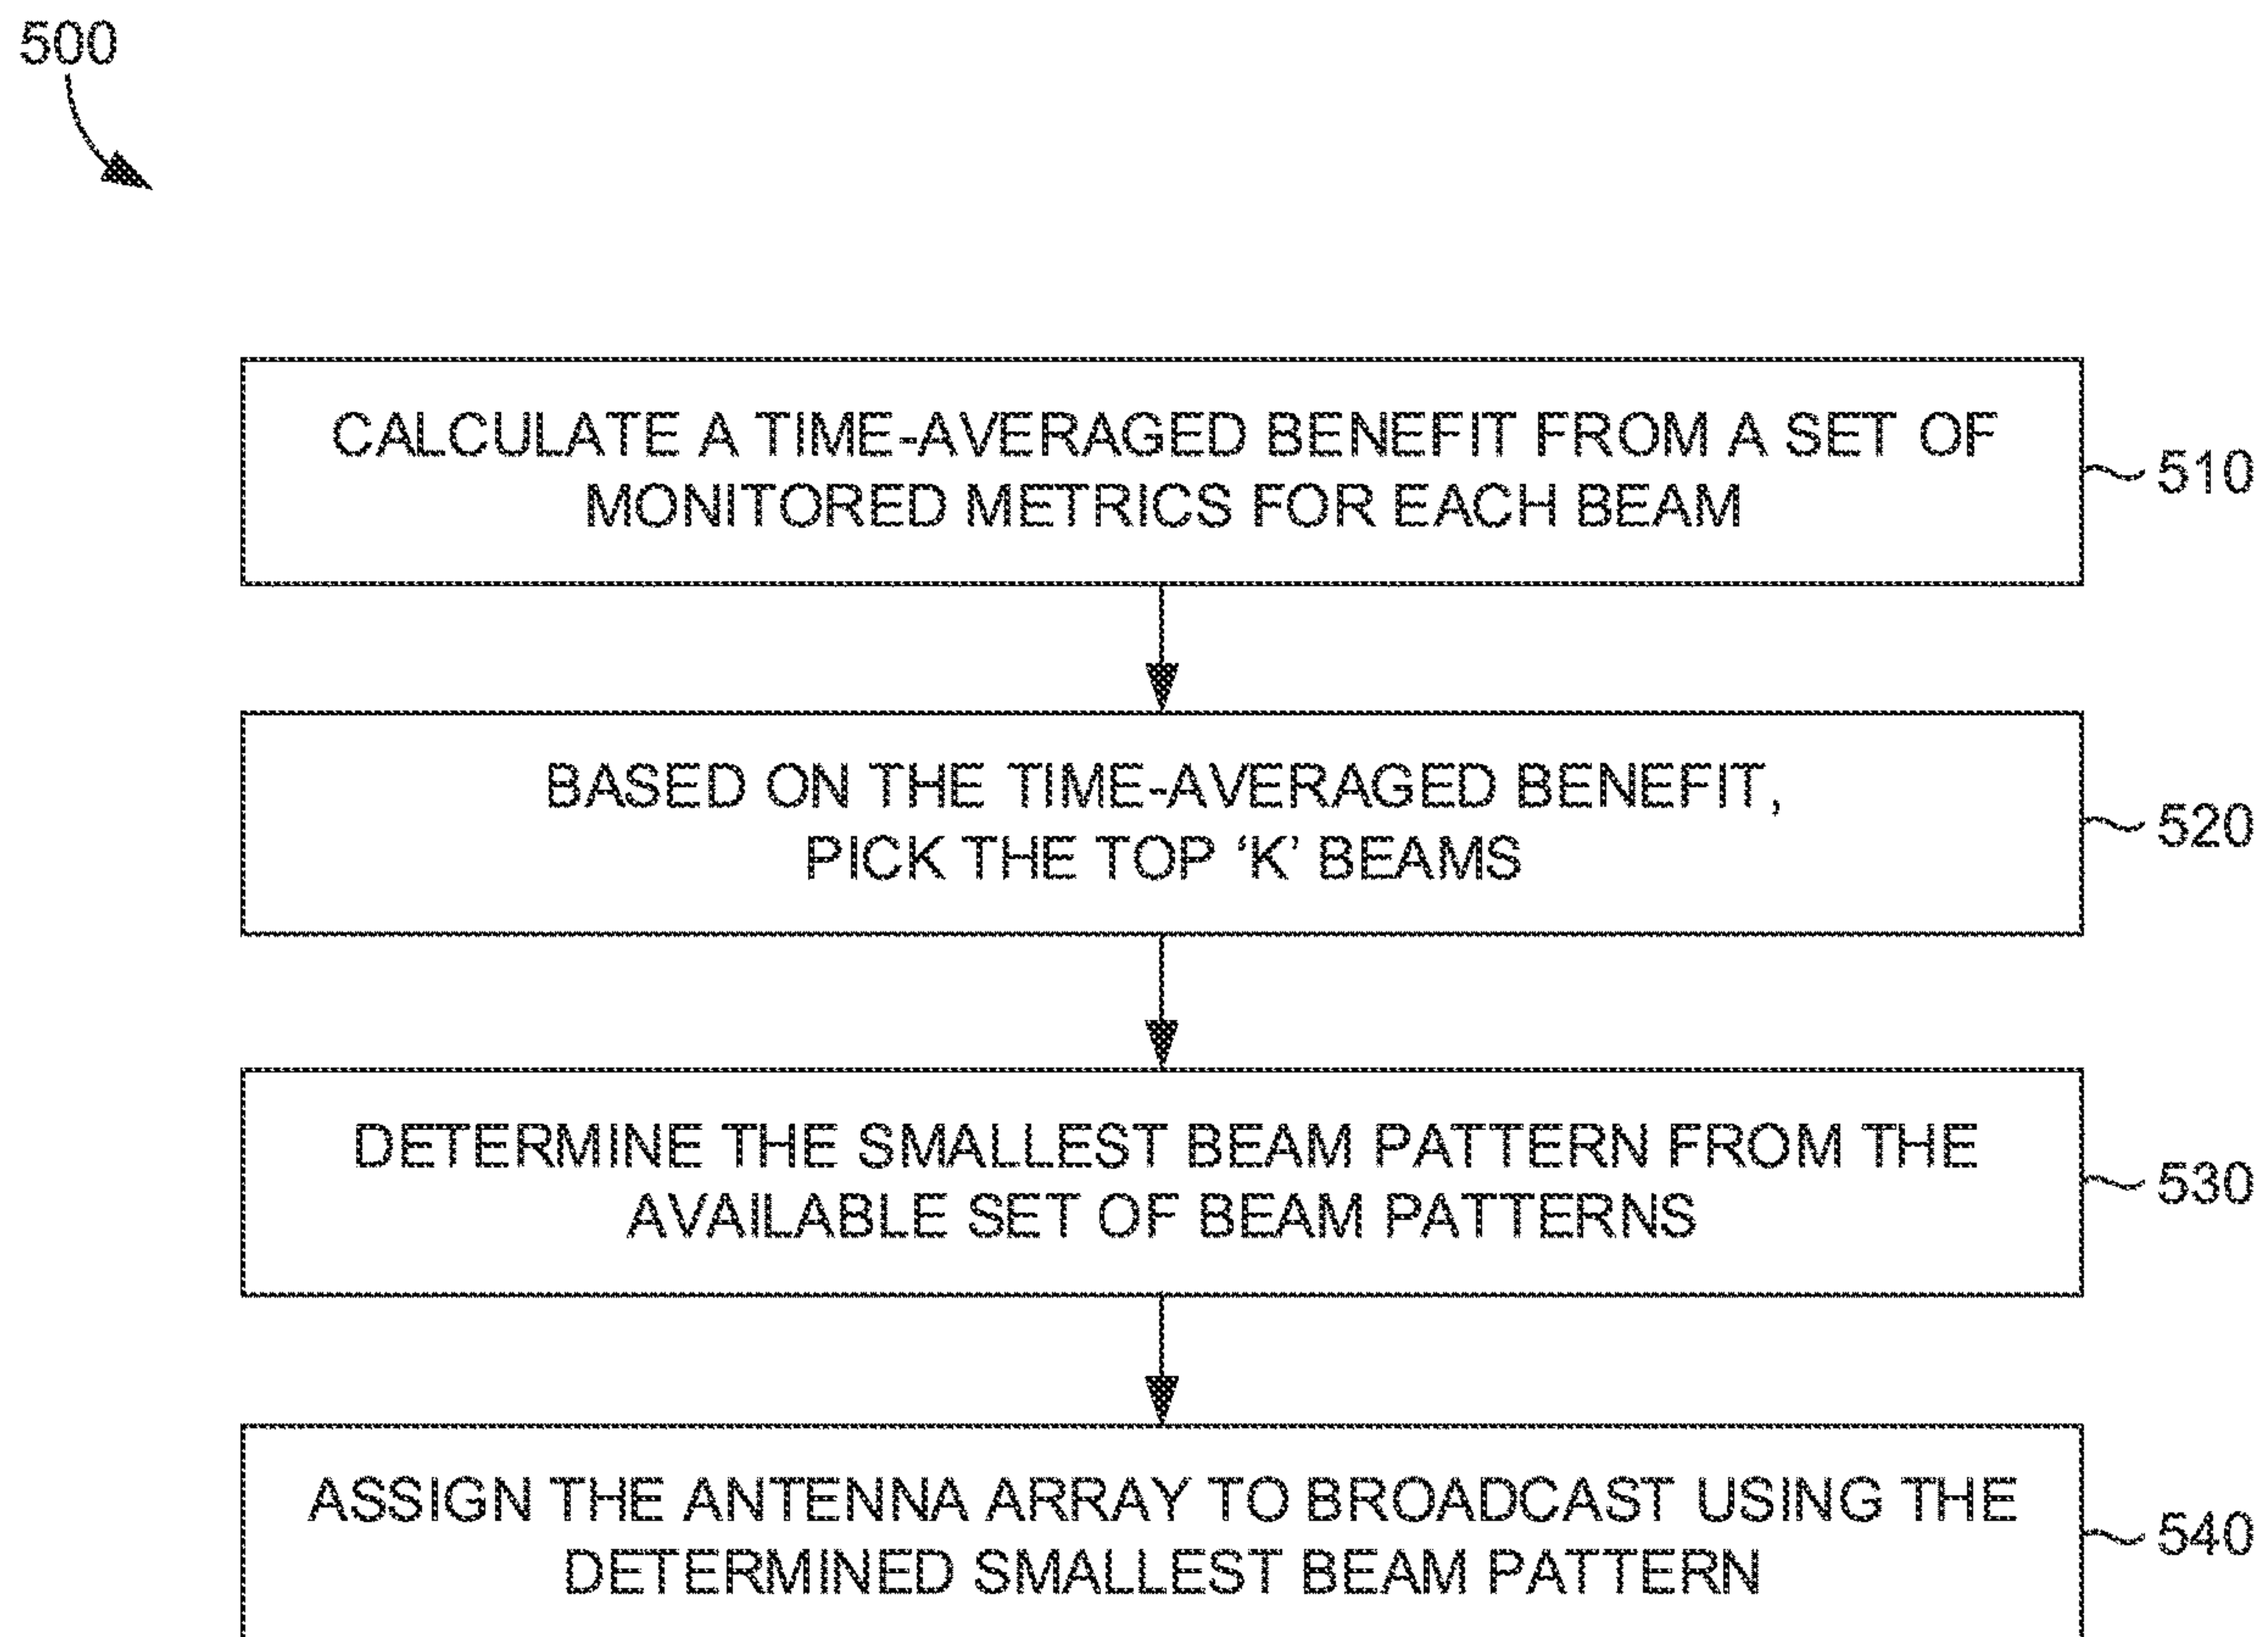 500
CALCULATE A TIME-AVERAGED BENEFIT FROM A SET OF
MONITORED METRICS FOR EACH BEAM
510
BASED ON THE TIME-AVERAGED BENEFIT,
PICK THE TOP ‘K’ BEAMS
520
DETERMINE THE SMALLEST BEAM PATTERN FROM THE
AVAILABLE SET OF BEAM PATTERNS
530
ASSIGN THE ANTENNA ARRAY TO BROADCAST USING THE
DETERMINED SMALLEST BEAM PATTERN
540